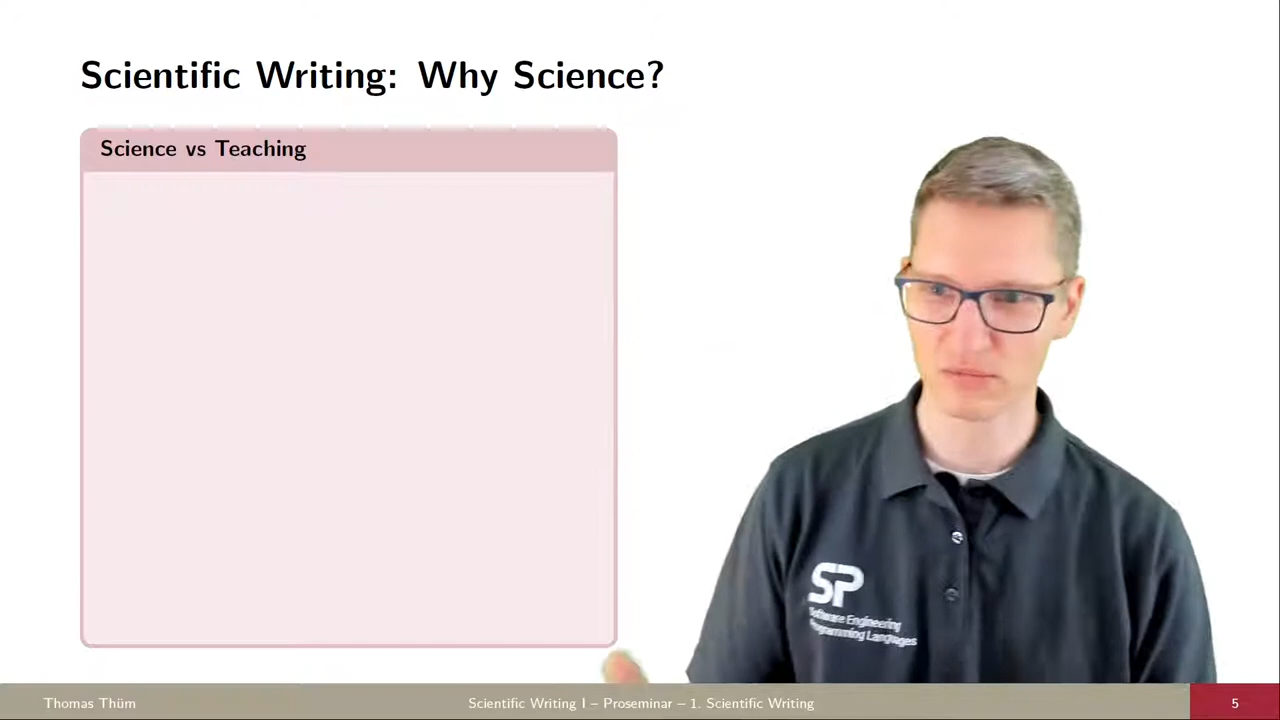 Scientific Writing: Why Science?
Science vs Teaching
SP
Software Engineering
Programming Languages
Thomas Thüm
Scientific Writing I – Proseminar – 1. Scientific Writing
5